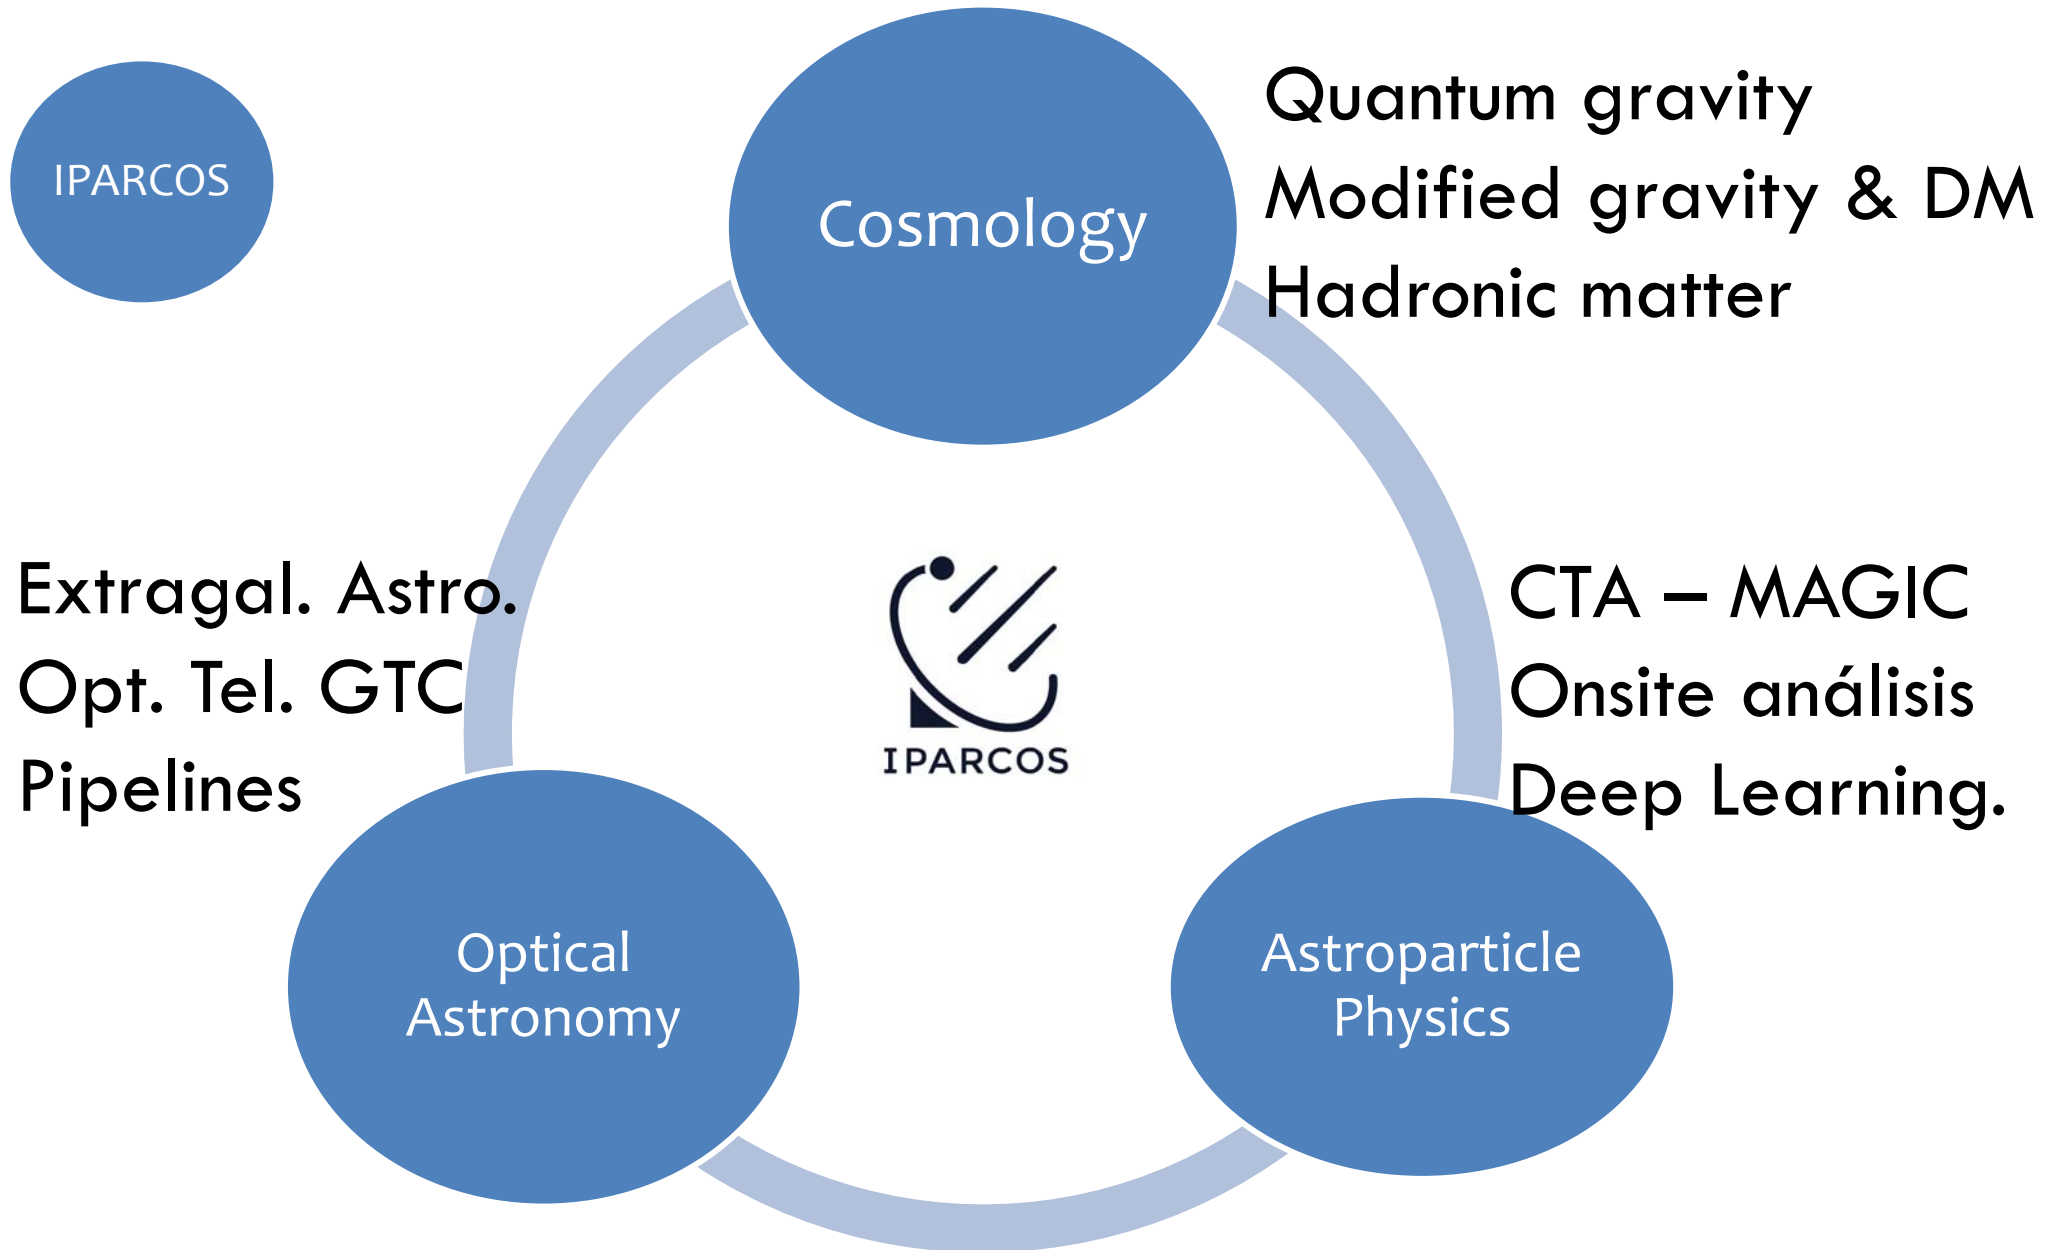 IPARCOS
Cosmology
Quantum gravity
Modified gravity & DM
Hadronic matter
Extragal. Astro.
Opt. Tel. GTC
Pipelines
IPARCOS
CTA – MAGIC
Onsite análisis
Deep Learning.
Optical
Astronomy
Astroparticle
Physics